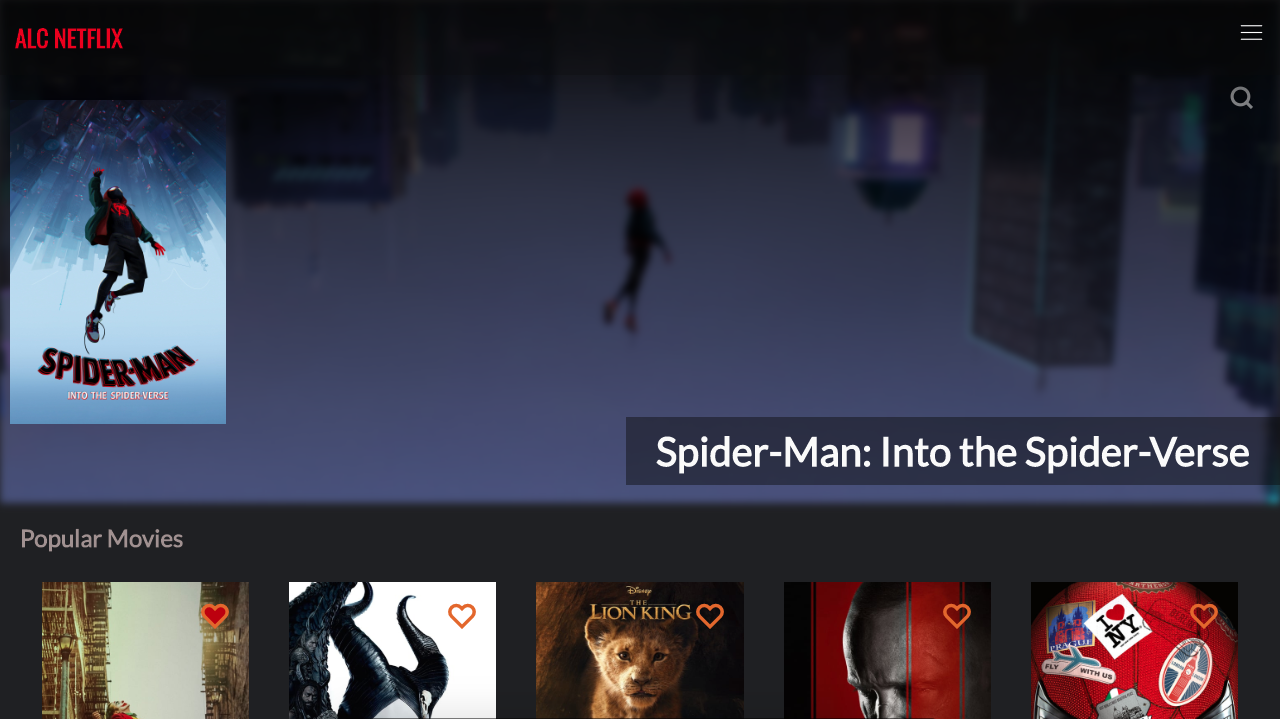 ALC NETFLIX
SPIDER-MAN
INTO THE SPIDER VERSE
Spider-Man: Into the Spider-Verse
Popular Movies
Disney
THE
LION KING
I
NY
PRAGUE
FLY
WITH US